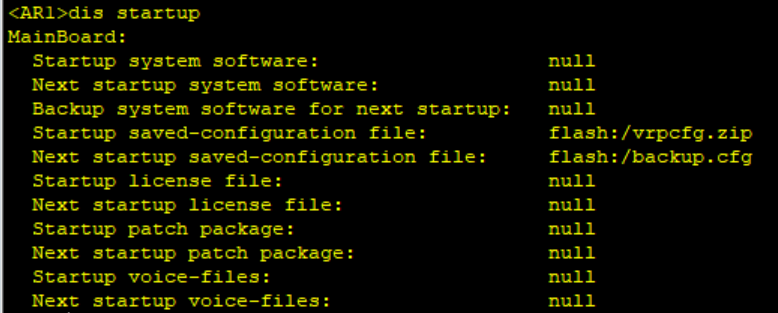 <AR1>dis startup
MainBoard:
Startup system software: null
Next startup system software: null
Backup system software for next startup: null
Startup saved-configuration file: flash:/vrpcfg.zip
Next startup saved-configuration file: flash:/backup.cfg
Startup license file: null
Next startup license file: null
Startup patch package: null
Next startup patch package: null
Startup voice-files: null
Next startup voice-files: null